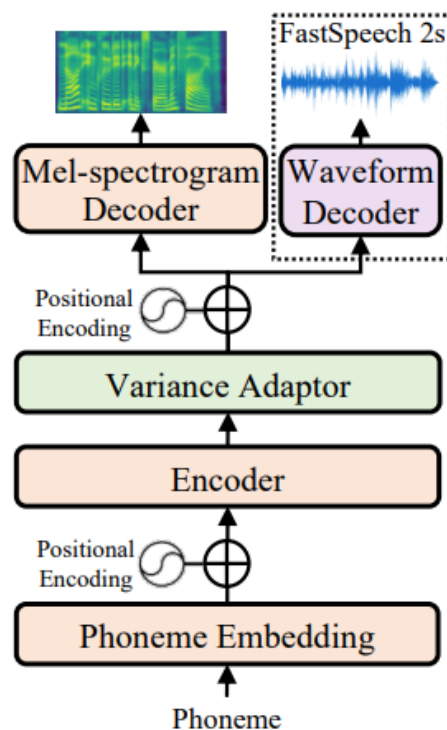 FastSpeech 2s
Mel-spectrogram
Decoder
Waveform
Decoder
Positional
Encoding
Variance Adaptor
Encoder
Positional
Encoding
Phoneme Embedding
Phoneme